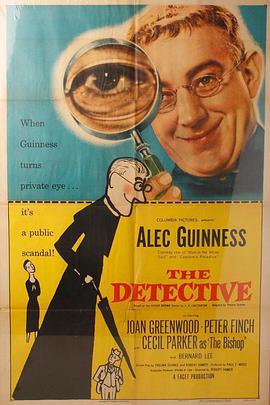 When
Guinness
turns
private eye...
it's
a public
scandal!
COLUMBIA PICTURES presents
ALEC GUINNESS
THE
DETECTIVE
JOAN GREENWOOD · PETER FINCH
CECIL PARKER as 'The Bishop'
and BERNARD LEE
A FACET PRODUCTION